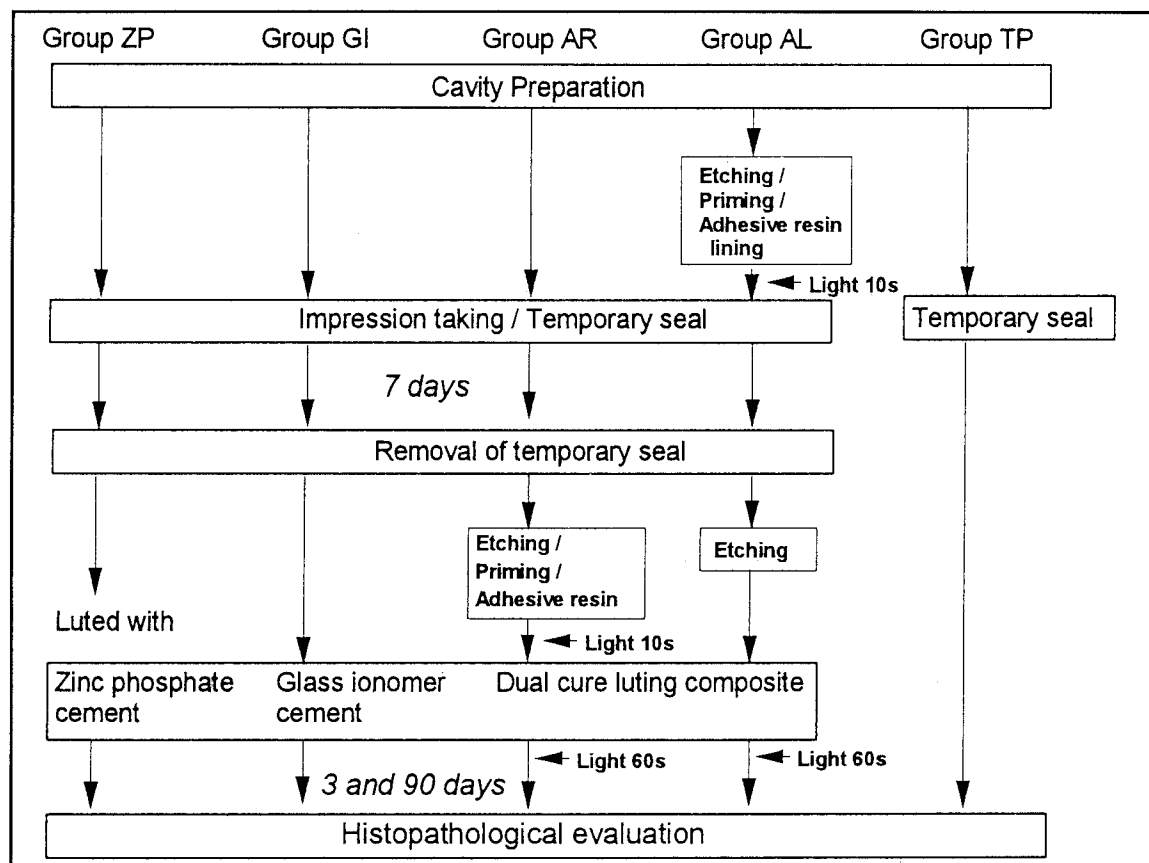 Group ZP Group GI Group AR Group AL Group TP
Cavity Preparation
Etching /
Priming /
Adhesive resin
lining
Light 10s
Impression taking / Temporary seal
Temporary seal
7 days
Removal of temporary seal
Etching /
Priming /
Adhesive resin
Etching
Luted with
Light 10s
Zinc phosphate
cement
Glass ionomer
cement
Dual cure luting composite
Light 60s
Light 60s
3 and 90 days
Histopathological evaluation